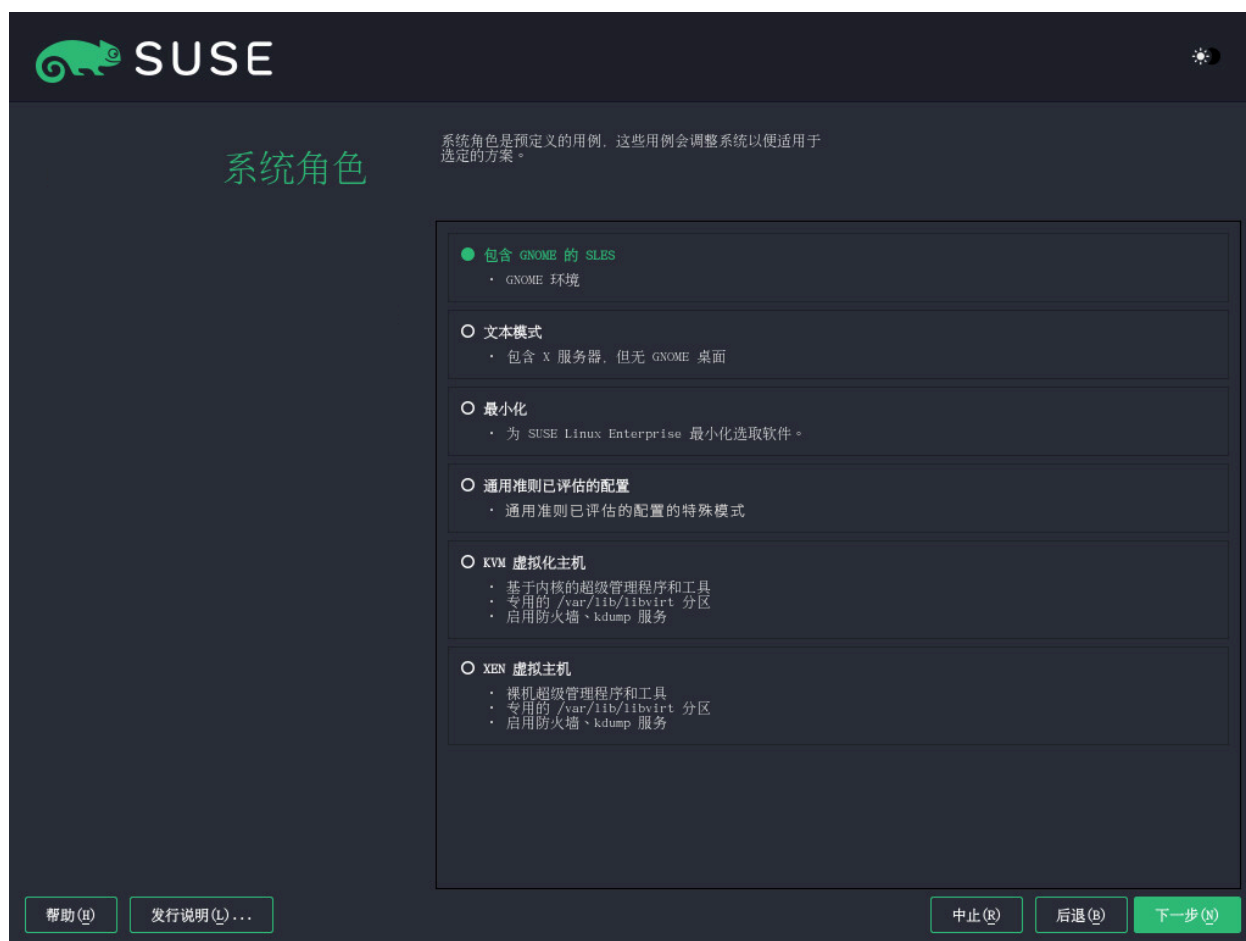 SUSE
系统角色
系统角色是预定义的用例，这些用例会调整系统以便适用于
选定的方案。
包含 GNOME 的 SLES
· GNOME 环境
文本模式
· 包含 X 服务器，但无 GNOME 桌面
最小化
· 为 SUSE Linux Enterprise 最小化选取软件。
通用准则已评估的配置
· 通用准则已评估的配置的特殊模式
KVM 虚拟化主机
· 基于内核的超级管理程序和工具
· 专用的 /var/lib/libvirt 分区
· 启用防火墙、kdump 服务
XEN 虚拟主机
· 裸机超级管理程序和工具
· 专用的 /var/lib/libvirt 分区
· 启用防火墙、kdump 服务
帮助(H) 发行说明(L)... 中止(R) 后退(B) 下一步(N)